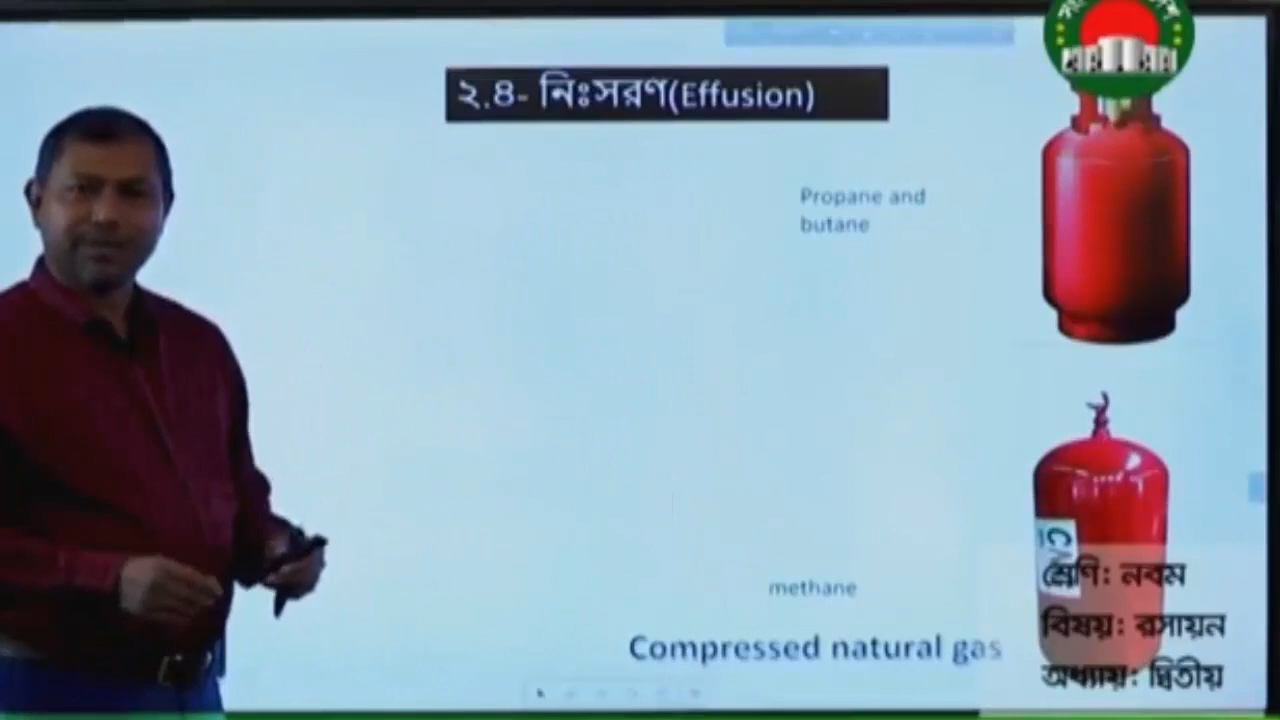 ২.৪- নিঃসরণ(Effusion)
Propane and
butane
methane
Compressed natural gas
শ্রেণি: নবম
বিষয়: রসায়ন
অধ্যায়: দ্বিতীয়